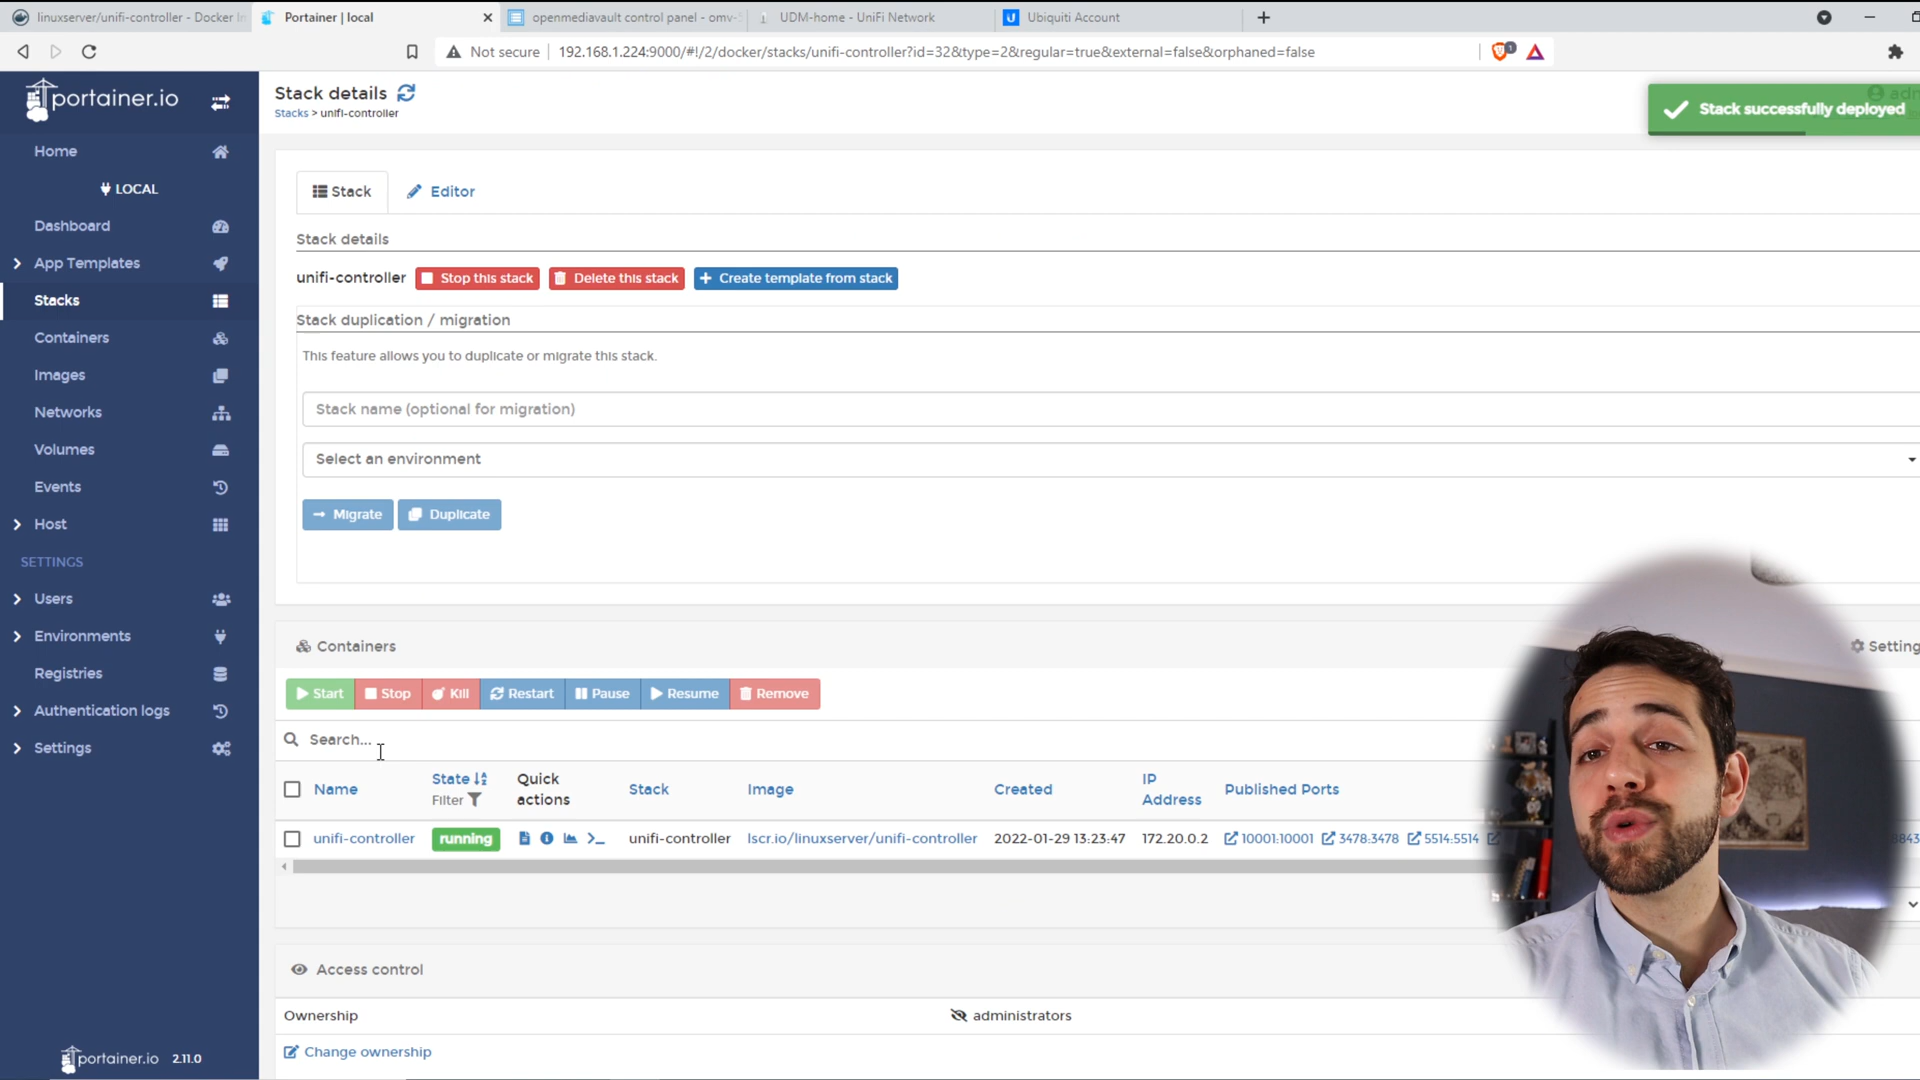 linuxserver/unifi-controller - Docker
Portainer | local
openmediavault control panel - omv-
UDM-home - UniFi Network
Ubiquiti Account
Not secure
192.168.1.224:9000/#!/2/docker/stacks/unifi-controller?id=32&type=2&regular=true&external=false&orphaned=false
1
portainer.io
Home
LOCAL
Dashboard
App Templates
Stacks
Containers
Images
Networks
Volumes
Events
Host
SETTINGS
Users
Environments
Registries
Authentication logs
Settings
portainer.io 2.11.0
Stack details
Stacks > unifi-controller
Stack successfully deployed
Stack
Editor
Stack details
unifi-controller
Stop this stack
Delete this stack
Create template from stack
Stack duplication / migration
This feature allows you to duplicate or migrate this stack.
Stack name (optional for migration)
Select an environment
Migrate
Duplicate
Containers
Setting
Start
Stop
Kill
Restart
Pause
Resume
Remove
Search...
Name
State
Filter
Quick actions
Stack
Image
Created
IP Address
Published Ports
unifi-controller
running
unifi-controller
lscr.io/linuxserver/unifi-controller
2022-01-29 13:23:47
172.20.0.2
10001:10001
3478:3478
5514:5514
Access control
Ownership
administrators
Change ownership